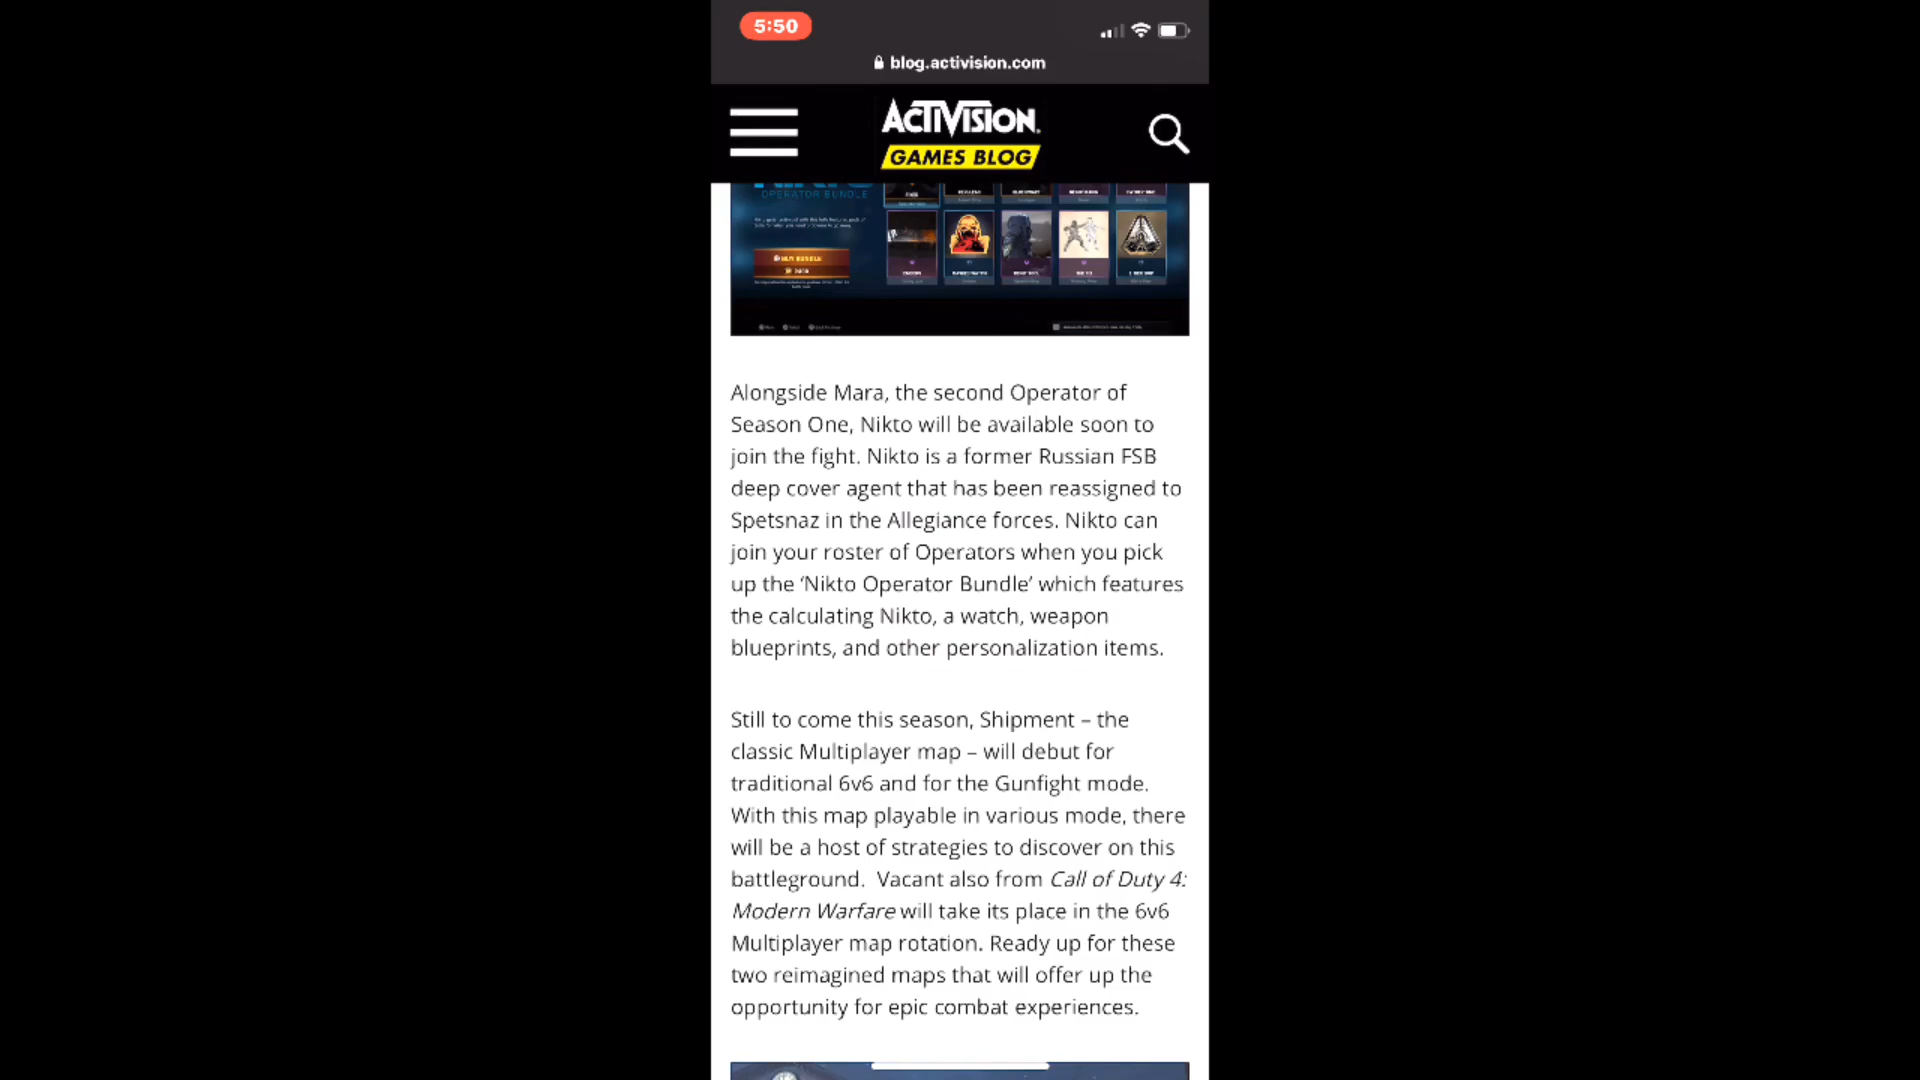 5:50
blog.activision.com
ACTIVISION.
GAMES BLOG
OPERATOR BUNDLE
BUY BUNDLE
Alongside Mara, the second Operator of
Season One, Nikto will be available soon to
join the fight. Nikto is a former Russian FSB
deep cover agent that has been reassigned to
Spetsnaz in the Allegiance forces. Nikto can
join your roster of Operators when you pick
up the ‘Nikto Operator Bundle’ which features
the calculating Nikto, a watch, weapon
blueprints, and other personalization items.
Still to come this season, Shipment – the
classic Multiplayer map – will debut for
traditional 6v6 and for the Gunfight mode.
With this map playable in various mode, there
will be a host of strategies to discover on this
battleground.  Vacant also from Call of Duty 4:
Modern Warfare will take its place in the 6v6
Multiplayer map rotation. Ready up for these
two reimagined maps that will offer up the
opportunity for epic combat experiences.